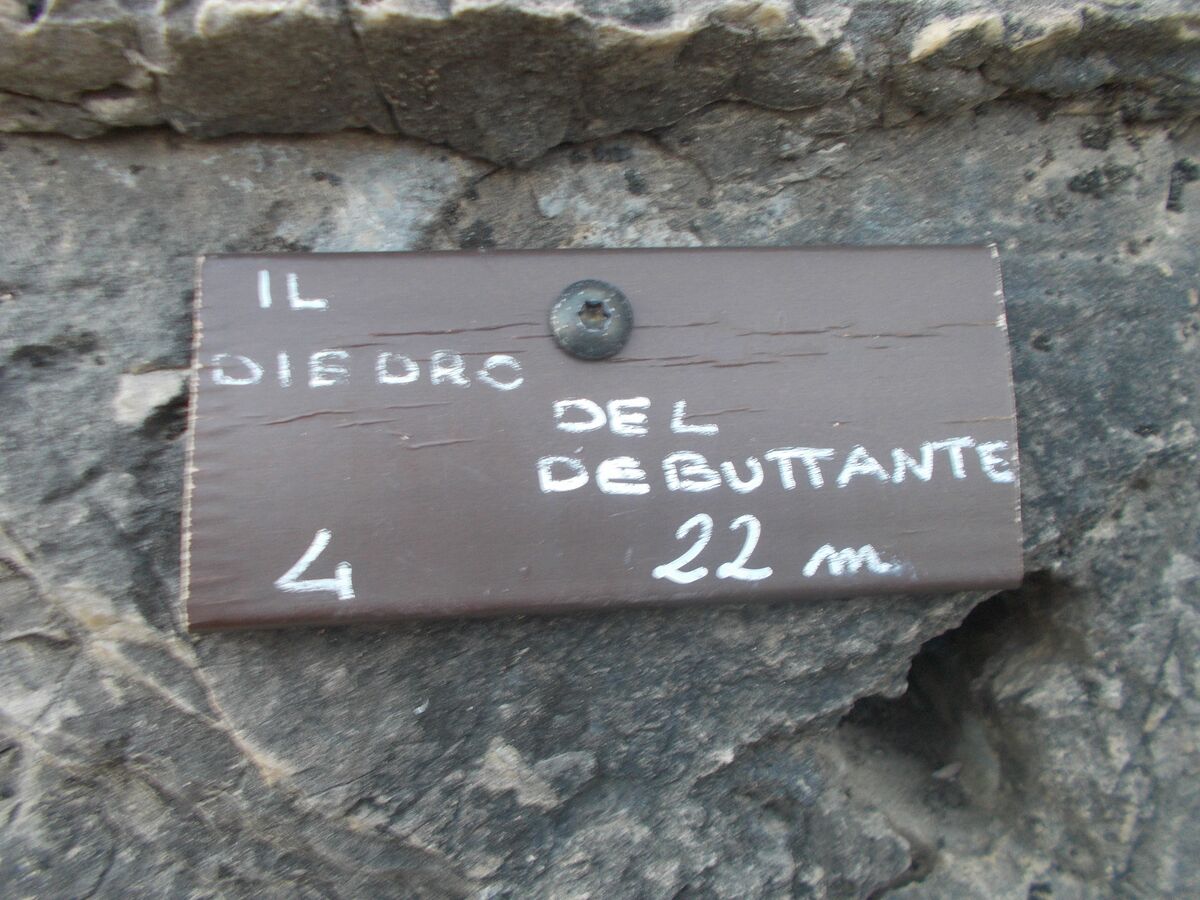 IL
DIEDRO
DEL
DEBUTTANTE
4 22 m